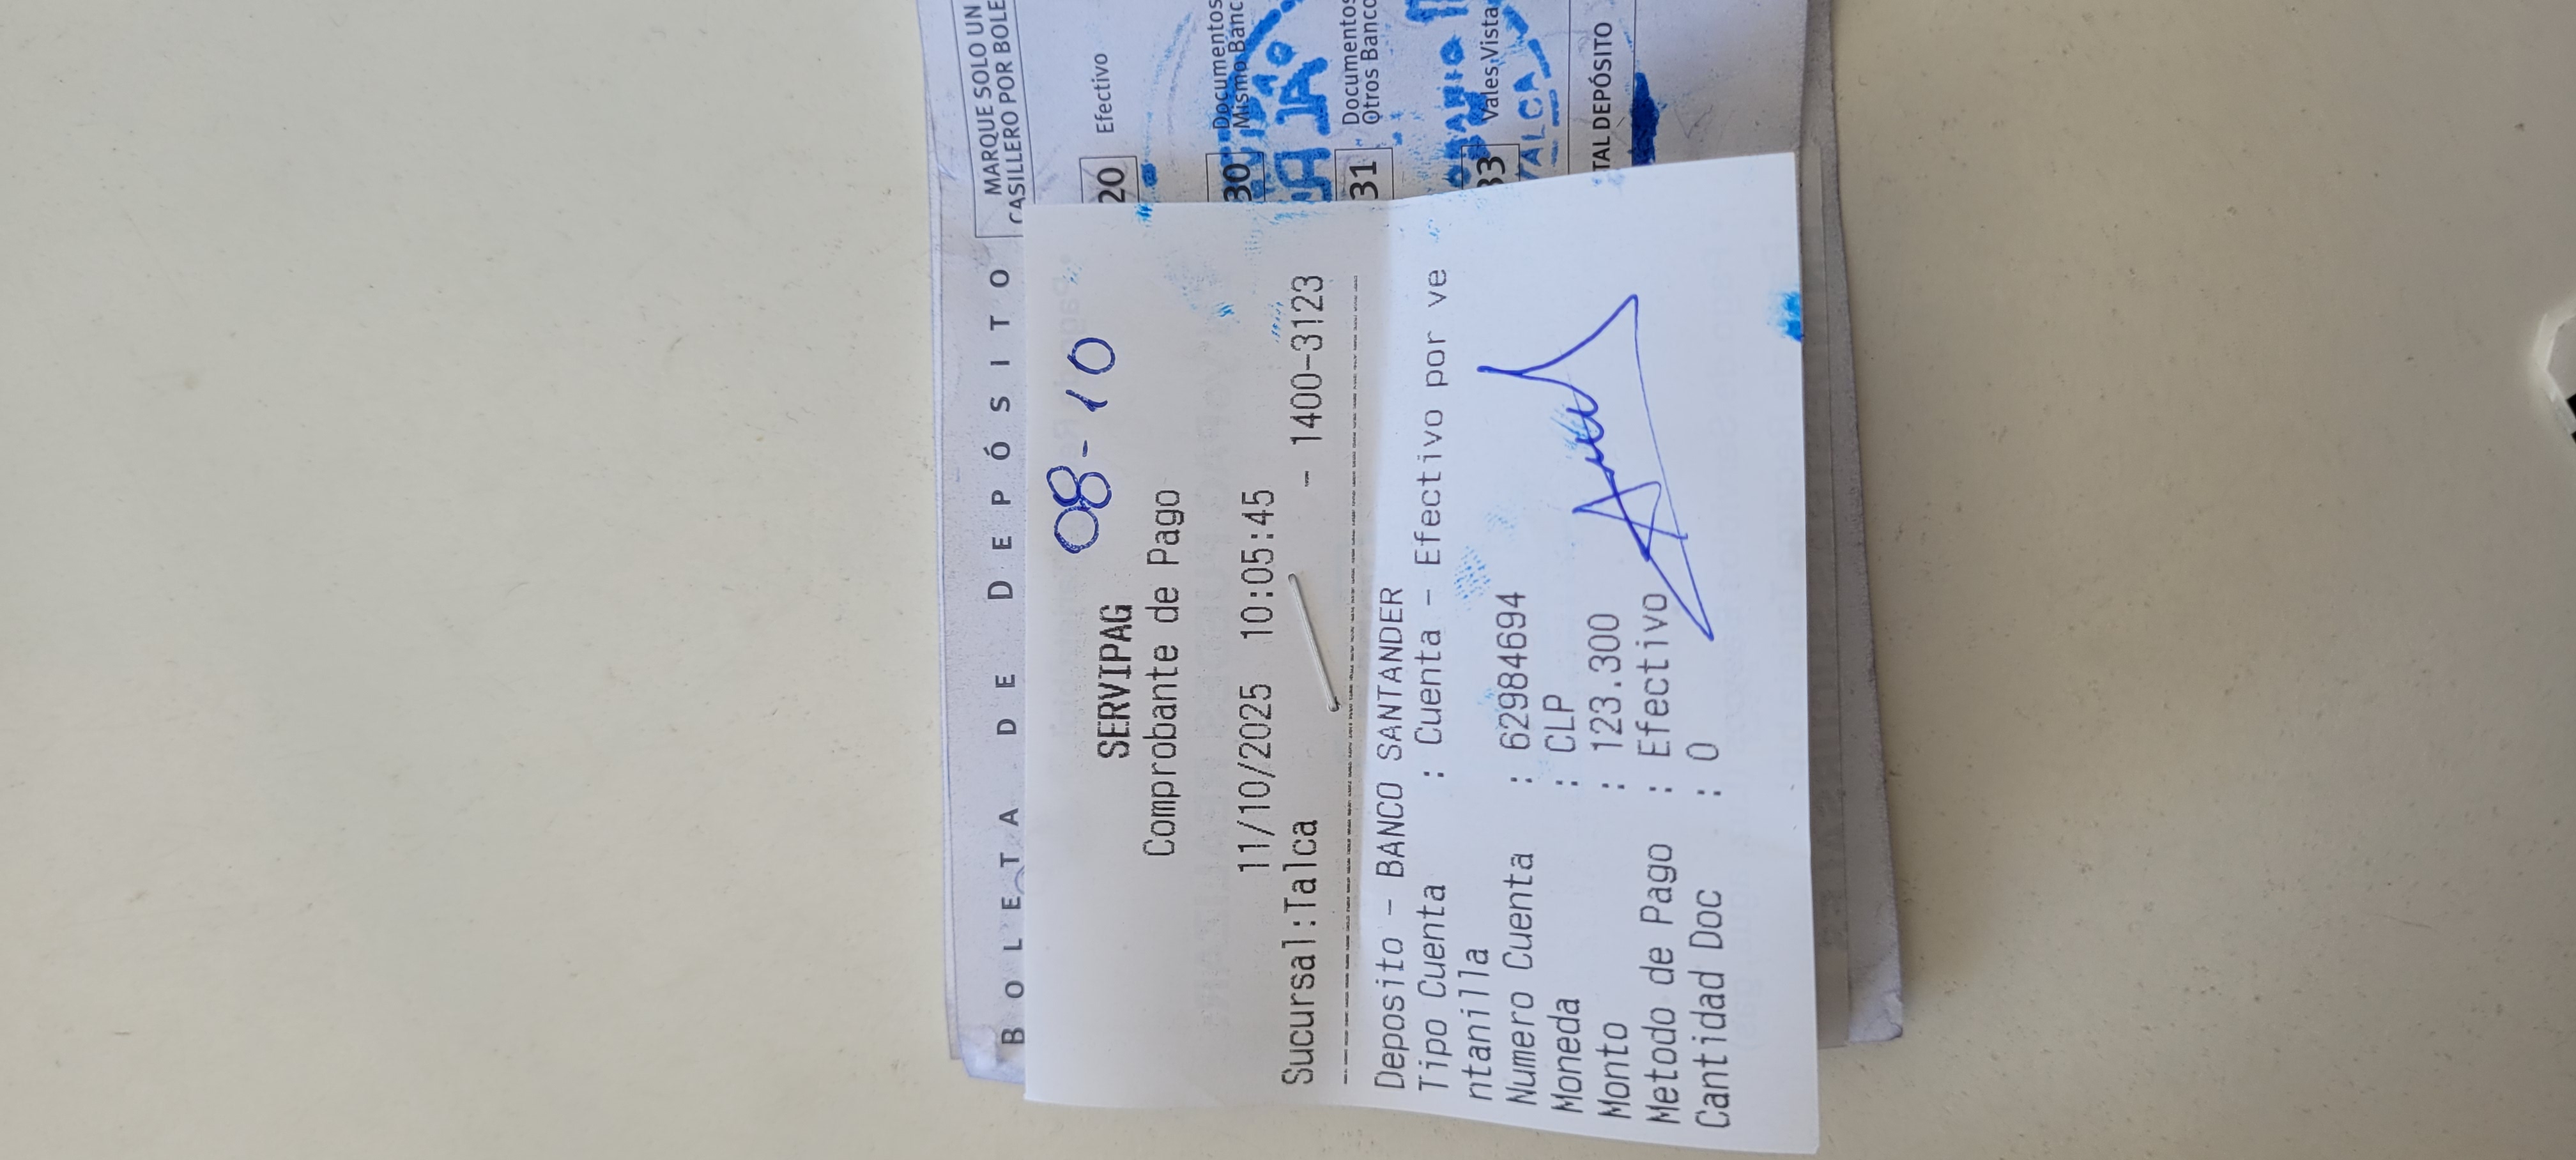 BOLETA DE DEPÓSITO
MARQUE SOLO UN
CASILLERO POR BOLE
20 Efectivo
30 Documentos
Mismo Banc
31 Documentos
Otros Banco
33 Vales Vista
TALCA
TAL DEPÓSITO
08-10
SERVIPAG
Comprobante de Pago
11/10/2025 10:05:45
Sucursal:Talca - 1400-3123
Deposito - BANCO SANTANDER
Tipo Cuenta : Cuenta - Efectivo por ve
ntanilla
Numero Cuenta : 62984694
Moneda : CLP
Monto : 123.300
Metodo de Pago : Efectivo
Cantidad Doc : 0